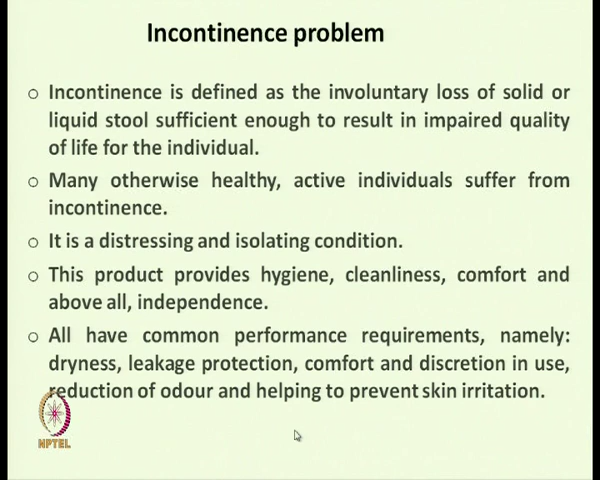 Incontinence problem
○ Incontinence is defined as the involuntary loss of solid or
liquid stool sufficient enough to result in impaired quality
of life for the individual.
○ Many otherwise healthy, active individuals suffer from
incontinence.
○ It is a distressing and isolating condition.
○ This product provides hygiene, cleanliness, comfort and
above all, independence.
○ All have common performance requirements, namely:
dryness, leakage protection, comfort and discretion in use,
reduction of odour and helping to prevent skin irritation.
NPTEL